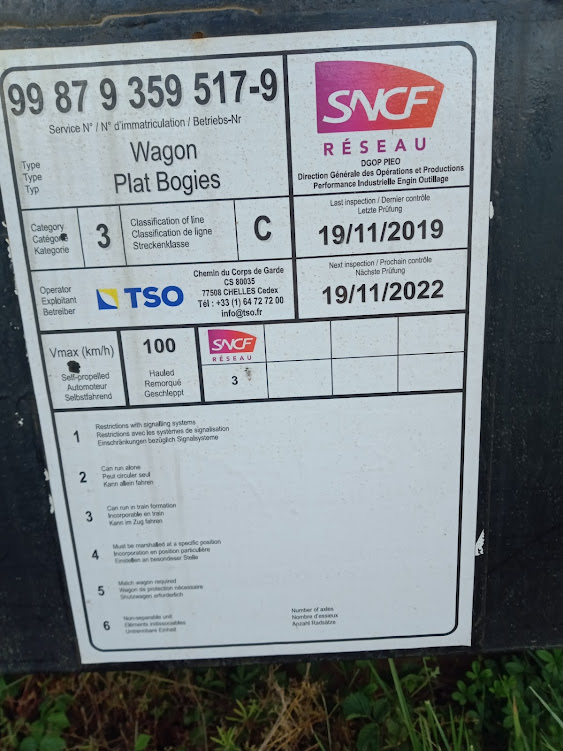 99 87 9 359 517-9
Service N° / N° d'immatriculation / Betriebs-Nr
Type
Type
Typ
Wagon
Plat Bogies
SNCF
RÉSEAU
DGOP PIEO
Direction Générale des Opérations et Productions
Performance Industrielle Engin Outillage
Category
Catégorie
Kategorie
3
Classification of line
Classification de ligne
Streckenklasse
C
Last inspection / Dernier contrôle
Letzte Prüfung
19/11/2019
Operator
Exploitant
Betreiber
TSO
Chemin du Corps de Garde
CS 80035
77508 CHELLES Cedex
Tél : +33 (1) 64 72 72 00
info@tso.fr
Next inspection / Prochain contrôle
Nächste Prüfung
19/11/2022
Vmax (km/h)
Self-propelled
Automoteur
Selbstfahrend
100
Hauled
Remorqué
Geschleppt
SNCF
RÉSEAU
3
1
Restrictions with signalling systems
Restrictions avec les systèmes de signalisation
Einschränkungen bezüglich Signalsysteme
2
Can run alone
Peut circuler seul
Kann allein fahren
3
Can run in train formation
Incorporable en train
Kann im Zug fahren
4
Must be marshalled at a specific position
Incorporation en position particulière
Einstellen an besondeser Stelle
5
Match wagon required
Wagon de protection nécessaire
Shutzwagen erforderlich
6
Non-separable unit
Eléments indissociables
Untrennbare Einheit
Number of axles
Nombre d'essieux
Anzahl Radsätze